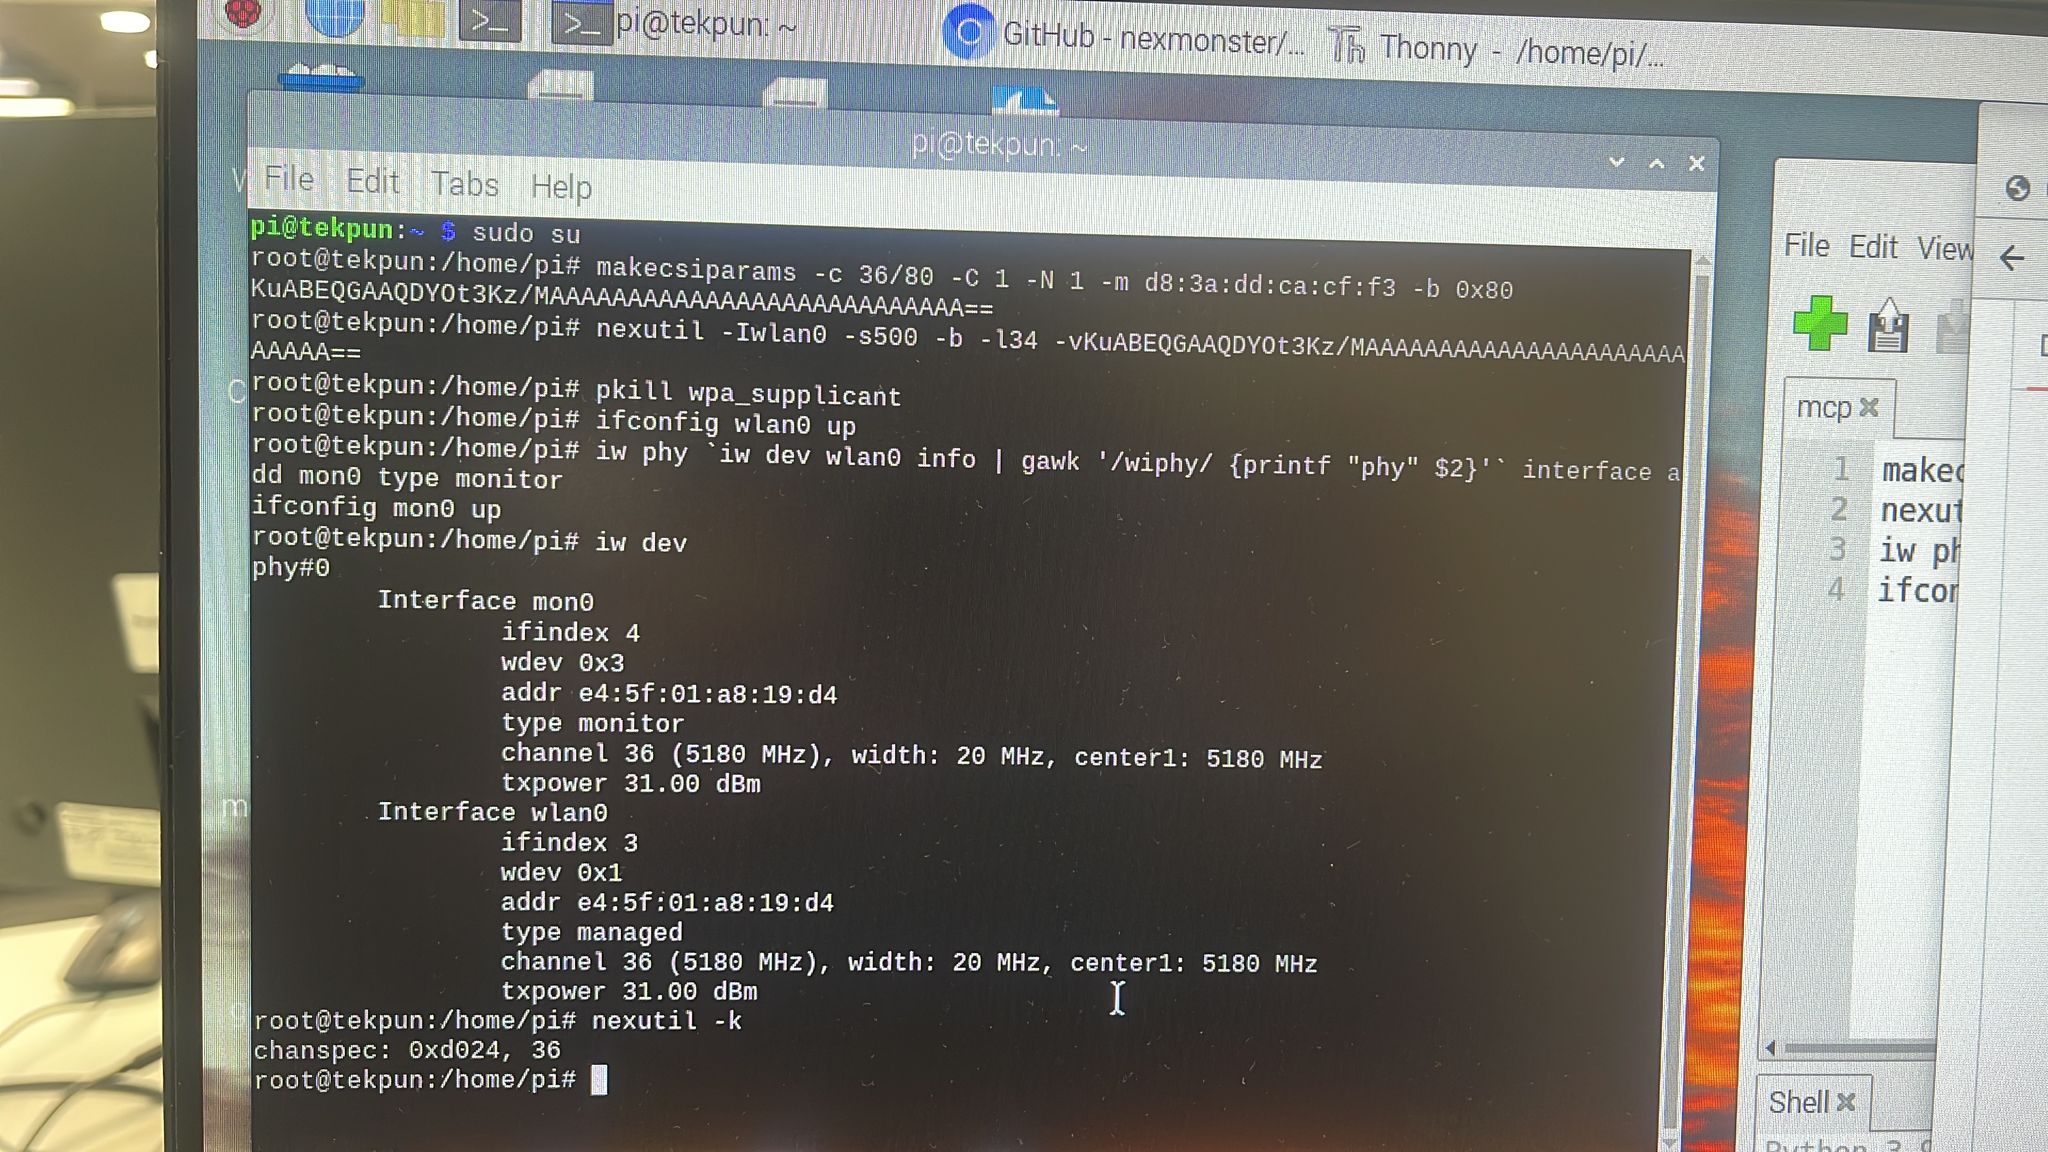 pi@tekpun: ~
GitHub - nexmonster/...
Thonny - /home/pi/...
pi@tekpun: ~
File Edit Tabs Help
pi@tekpun:~ $ sudo su
root@tekpun:/home/pi# makecsiparams -c 36/80 -C 1 -N 1 -m d8:3a:dd:ca:cf:f3 -b 0x80
KuABEQGAAQDYOt3Kz/MAAAAAAAAAAAAAAAAAAAAAAAAAAA==
root@tekpun:/home/pi# nexutil -Iwlan0 -s500 -b -l34 -vKuABEQGAAQDYOt3Kz/MAAAAAAAAAAAAAAAAAAAAAA
AAAAA==
root@tekpun:/home/pi# pkill wpa_supplicant
root@tekpun:/home/pi# ifconfig wlan0 up
root@tekpun:/home/pi# iw phy `iw dev wlan0 info | gawk '/wiphy/ {printf "phy" $2}'` interface a
dd mon0 type monitor
ifconfig mon0 up
root@tekpun:/home/pi# iw dev
phy#0
Interface mon0
ifindex 4
wdev 0x3
addr e4:5f:01:a8:19:d4
type monitor
channel 36 (5180 MHz), width: 20 MHz, center1: 5180 MHz
txpower 31.00 dBm
Interface wlan0
ifindex 3
wdev 0x1
addr e4:5f:01:a8:19:d4
type managed
channel 36 (5180 MHz), width: 20 MHz, center1: 5180 MHz
txpower 31.00 dBm
root@tekpun:/home/pi# nexutil -k
chanspec: 0xd024, 36
root@tekpun:/home/pi#
File Edit View
mcp
1 makec
2 nexut
3 iw ph
4 ifcon
Shell
Python 3